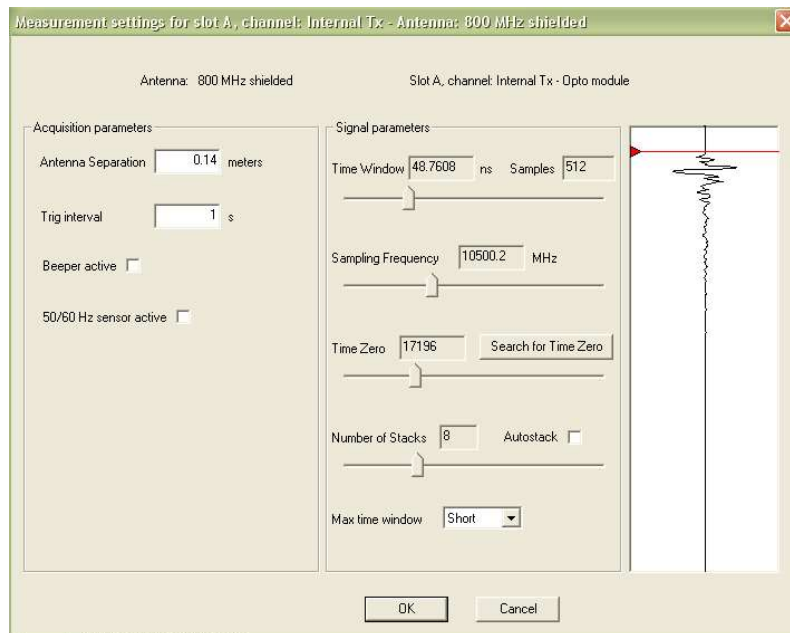 Measurement settings for slot A, channel: Internal Tx - Antenna: 800 MHz shielded
Antenna: 800 MHz shielded
Slot A, channel: Internal Tx - Opto module
Acquisition parameters
Antenna Separation 0.14 meters
Trig interval 1 s
Beeper active
50/60 Hz sensor active
Signal parameters
Time Window 48.7608 ns Samples 512
Sampling Frequency 10500.2 MHz
Time Zero 17196 Search for Time Zero
Number of Stacks 8 Autostack
Max time window Short
OK Cancel